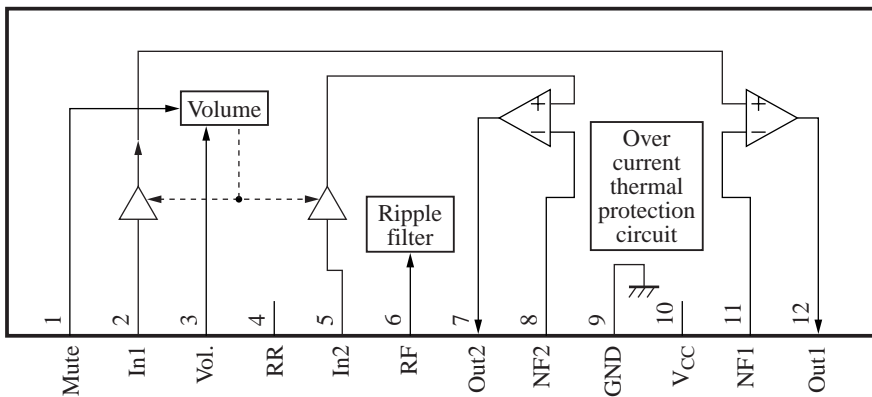 Volume
+
−
+
−
Over
current
thermal
protection
circuit
Ripple
filter
1
2
3
4
5
6
7
8
9
10
11
12
Mute
In1
Vol.
RR
In2
RF
Out2
NF2
GND
VCC
NF1
Out1